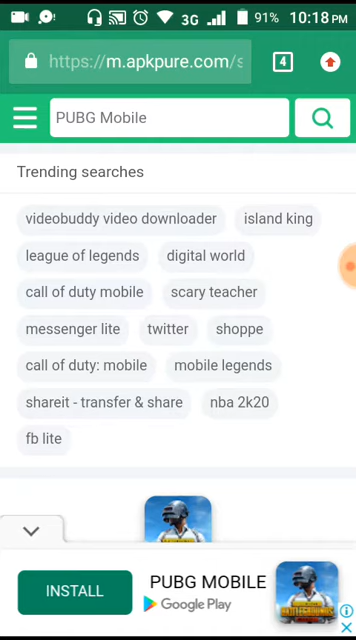 3G 91% 10:18 PM
https://m.apkpure.com/s 4
PUBG Mobile
Trending searches
videobuddy video downloader island king
league of legends digital world
call of duty mobile scary teacher
messenger lite twitter shoppe
call of duty: mobile mobile legends
shareit - transfer & share nba 2k20
fb lite
INSTALL PUBG MOBILE
Google Play
BATTLEGROUNDS